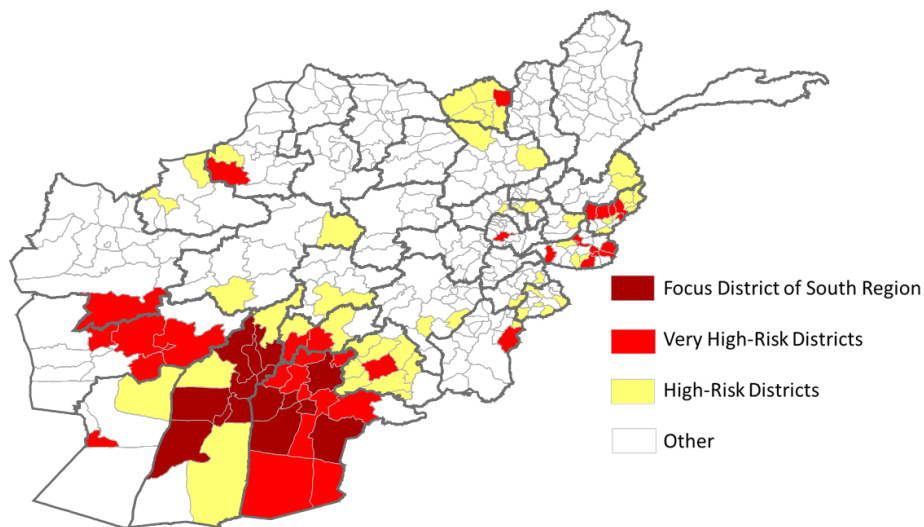 Focus District of South Region
Very High-Risk Districts
High-Risk Districts
Other